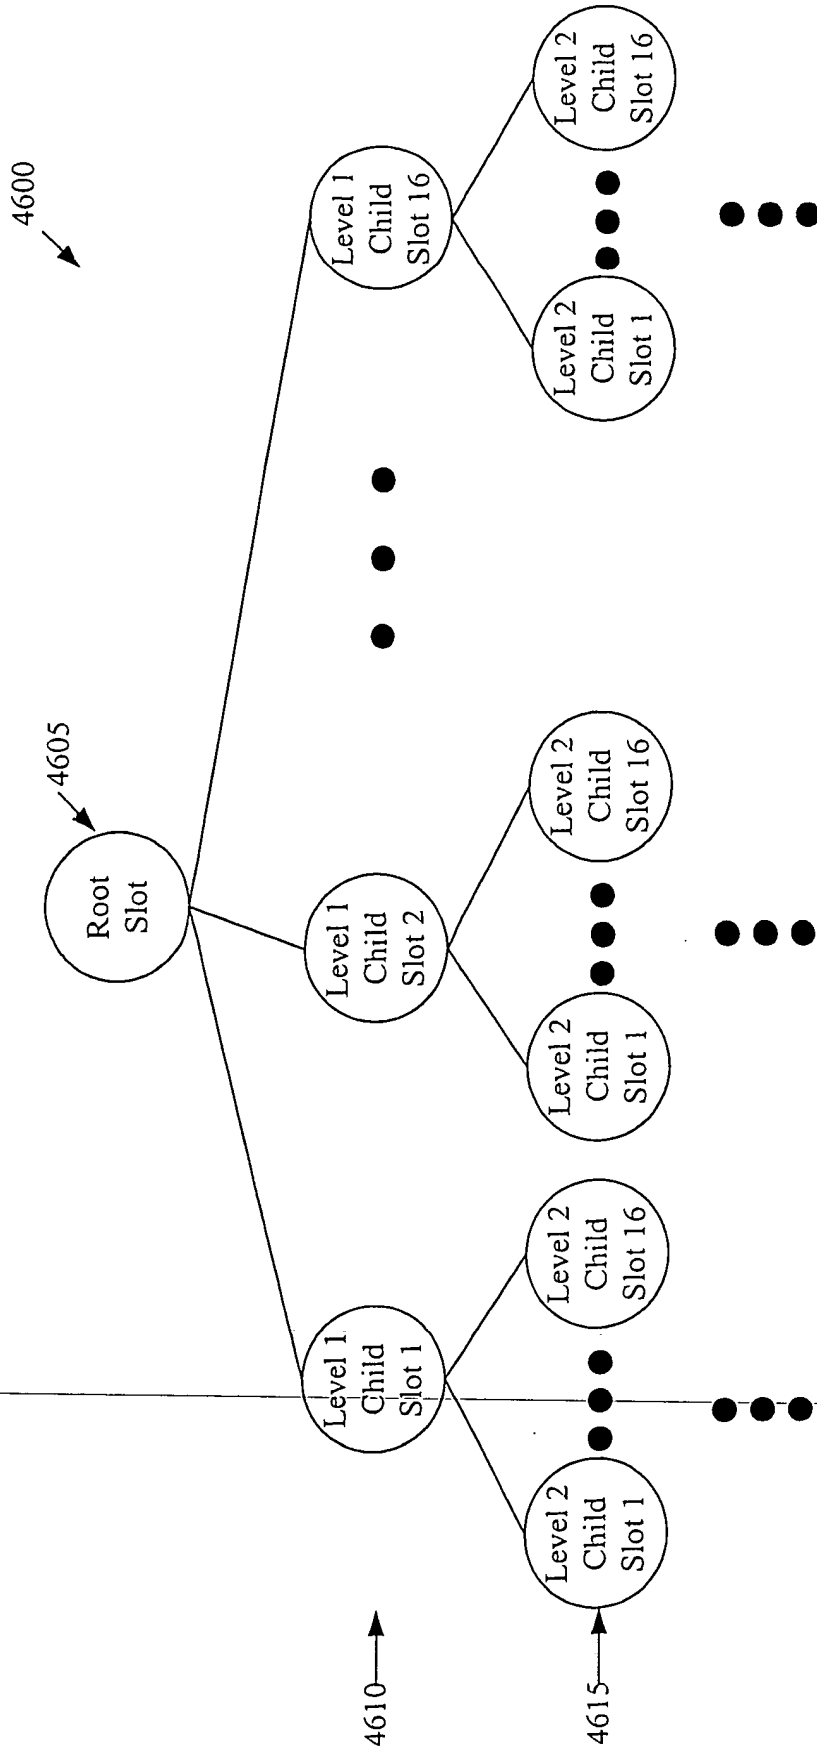 4600
4605
Root
Slot
4610
Level 1
Child
Slot 1
Level 1
Child
Slot 2
Level 1
Child
Slot 16
4615
Level 2
Child
Slot 1
Level 2
Child
Slot 16
Level 2
Child
Slot 1
Level 2
Child
Slot 16
Level 2
Child
Slot 1
Level 2
Child
Slot 16